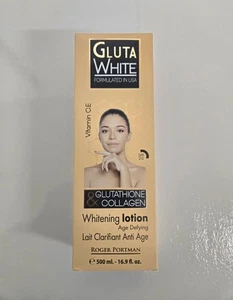 GLUTA
WHITE
FORMULATED IN USA
Vitamin C.E
GLUTATHIONE
& COLLAGEN
Whitening lotion
Age Defying
Lait Clarifiant Anti Age
ROGER PORTMAN
e 500 ml. - 16.9 fl. oz.